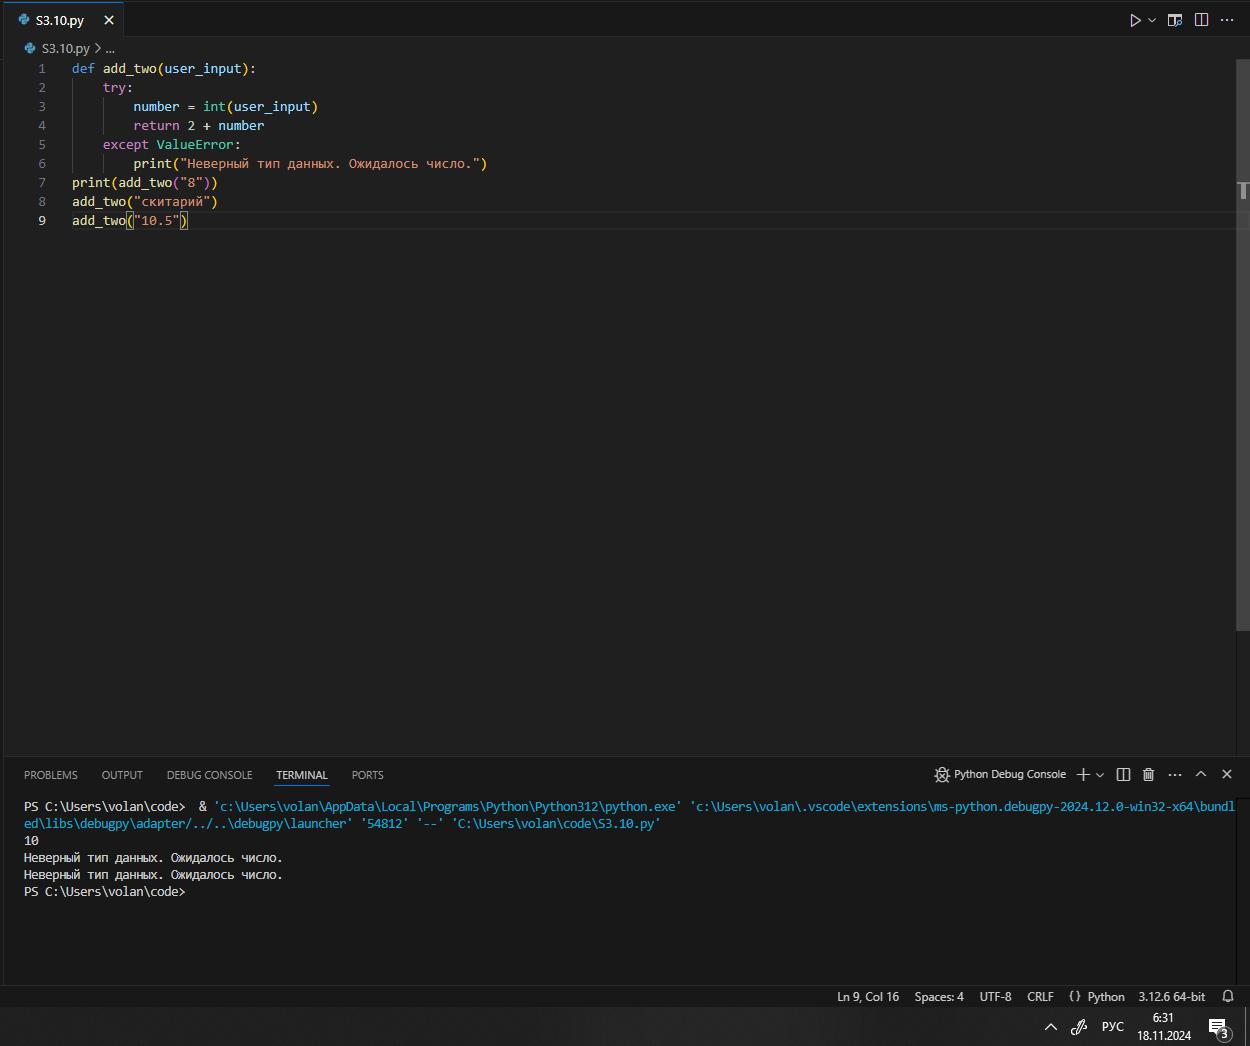 S3.10.py
S3.10.py > ...
1 def add_two(user_input):
2 try:
3 number = int(user_input)
4 return 2 + number
5 except ValueError:
6 print("Неверный тип данных. Ожидалось число.")
7 print(add_two("8"))
8 add_two("скитарий")
9 add_two("10.5")
PROBLEMS OUTPUT DEBUG CONSOLE TERMINAL PORTS Python Debug Console
PS C:\Users\volan\code> & 'c:\Users\volan\AppData\Local\Programs\Python\Python312\python.exe' 'c:\Users\volan\.vscode\extensions\ms-python.debugpy-2024.12.0-win32-x64\bundl
ed\libs\debugpy\adapter/../..\debugpy\launcher' '54812' '--' 'C:\Users\volan\code\S3.10.py'
10
Неверный тип данных. Ожидалось число.
Неверный тип данных. Ожидалось число.
PS C:\Users\volan\code>
Ln 9, Col 16 Spaces: 4 UTF-8 CRLF {} Python 3.12.6 64-bit
РУС 6:31
18.11.2024 3